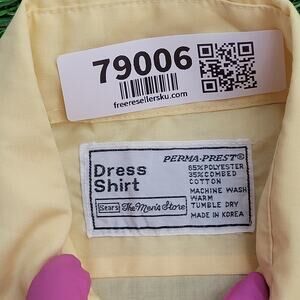 79006
freeresellersku.com
PERMA-PREST®
Dress
Shirt
65% POLYESTER
35% COMBED
COTTON
MACHINE WASH
WARM
TUMBLE DRY
Sears The Men's Store
MADE IN KOREA